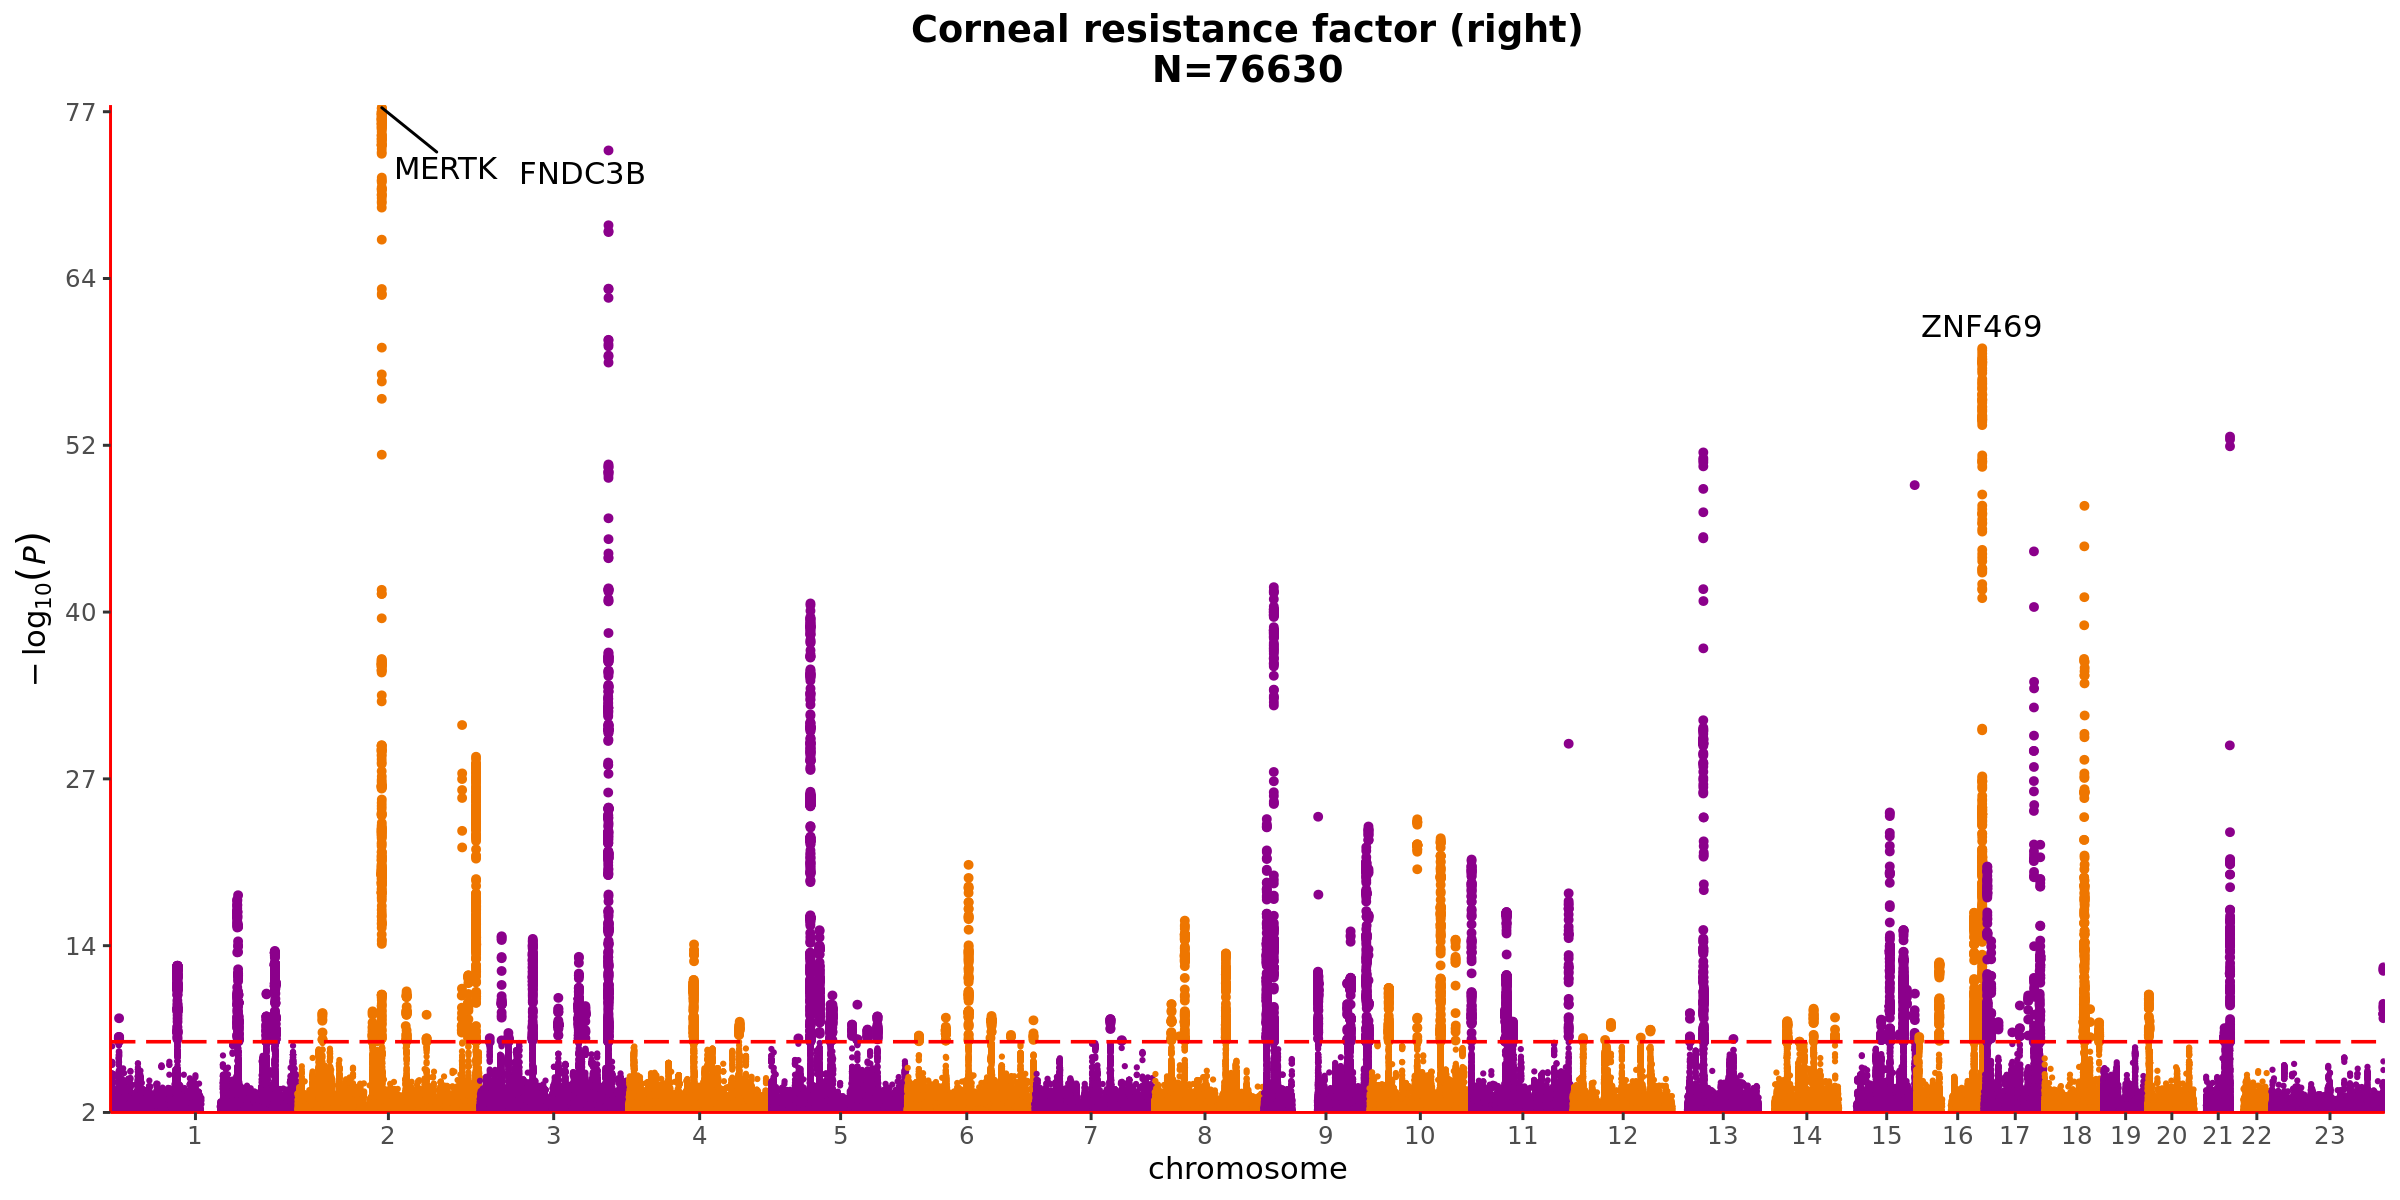 Corneal resistance factor (right)
N=76630
77
64
52
40
27
14
2
−log10(P)
MERTK
FNDC3B
ZNF469
1 2 3 4 5 6 7 8 9 10 11 12 13 14 15 16 17 18 19 20 21 22 23
chromosome